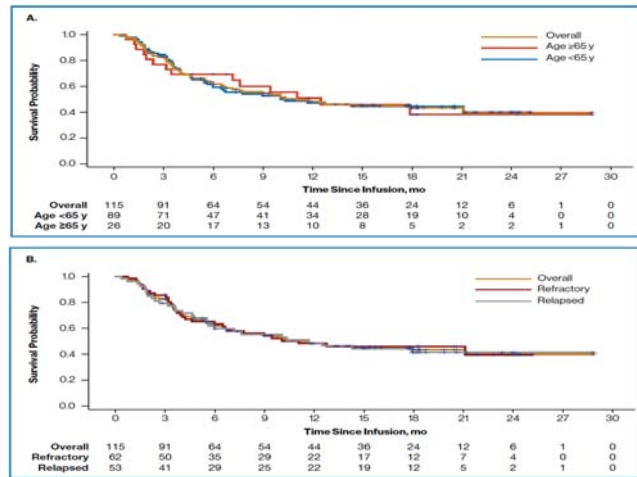 A.
Overall
Age ≥65 y
Age <65 y
Survival Probability
1.0
0.8
0.6
0.4
0.2
0.0
0 3 6 9 12 15 18 21 24 27 30
Time Since Infusion, mo
Overall 115 91 64 54 44 36 24 12 6 1 0
Age <65 y 89 71 47 41 34 28 19 10 4 0 0
Age ≥65 y 26 20 17 13 10 8 5 2 2 1 0
B.
Overall
Refractory
Relapsed
Survival Probability
1.0
0.8
0.6
0.4
0.2
0.0
0 3 6 9 12 15 18 21 24 27 30
Time Since Infusion, mo
Overall 115 91 64 54 44 36 24 12 6 1 0
Refractory 62 50 35 29 22 17 12 7 4 0 0
Relapsed 53 41 29 25 22 19 12 5 2 1 0